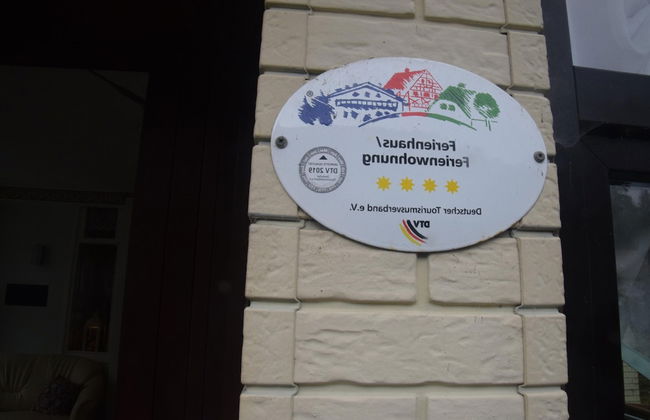 Ferienhaus/
Ferienwohnung
DTV 2019
Deutscher Tourismusverband e.V.
DTV